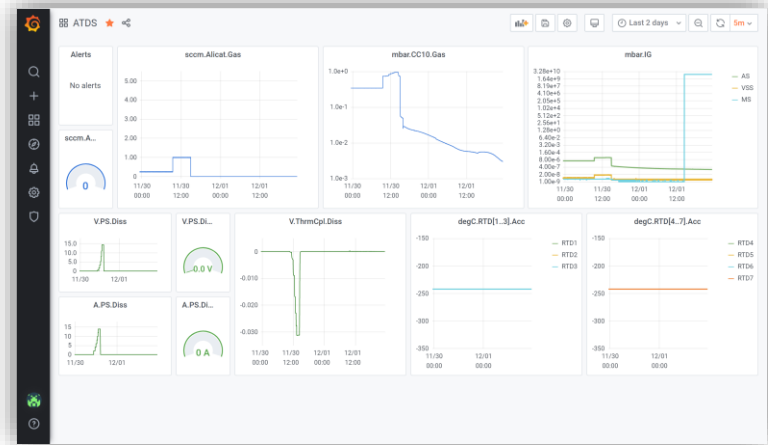 ATDS
Last 2 days
5m
Alerts
No alerts
sccm.A...
0
sccm.Alicat.Gas
5.00
4.00
3.00
2.00
1.00
0
11/30 11/30 12/01 12/01
00:00 12:00 00:00 12:00
mbar.CC10.Gas
1.0e+0
1.0e-1
1.0e-2
1.0e-3
11/30 11/30 12/01 12/01
00:00 12:00 00:00 12:00
mbar.IG
3.28e+10
1.64e+9
8.19e+7
4.10e+6
2.05e+5
1.02e+4
5.12e+2
2.56e+1
1.28e+0
6.40e-2
3.20e-3
1.60e-4
8.00e-6
4.00e-7
2.00e-8
1.00e-9
11/30 11/30 12/01 12/01
00:00 12:00 00:00 12:00
AS
VSS
MS
V.PS.Diss
15.0
10.0
5.0
0
11/30 12/01
V.PS.Di...
-0.0 V
A.PS.Diss
15
10
5
0
11/30 12/01
A.PS.Di...
0 A
V.ThrmCpl.Diss
0
-0.010
-0.020
-0.030
11/30 11/30 12/01 12/01
00:00 12:00 00:00 12:00
degC.RTD[1..3].Acc
-150
-200
-250
-300
-350
11/30 12/01
00:00 00:00
RTD1
RTD2
RTD3
degC.RTD[4..7].Acc
-150
-200
-250
-300
-350
11/30 12/01
00:00 00:00
RTD4
RTD5
RTD6
RTD7